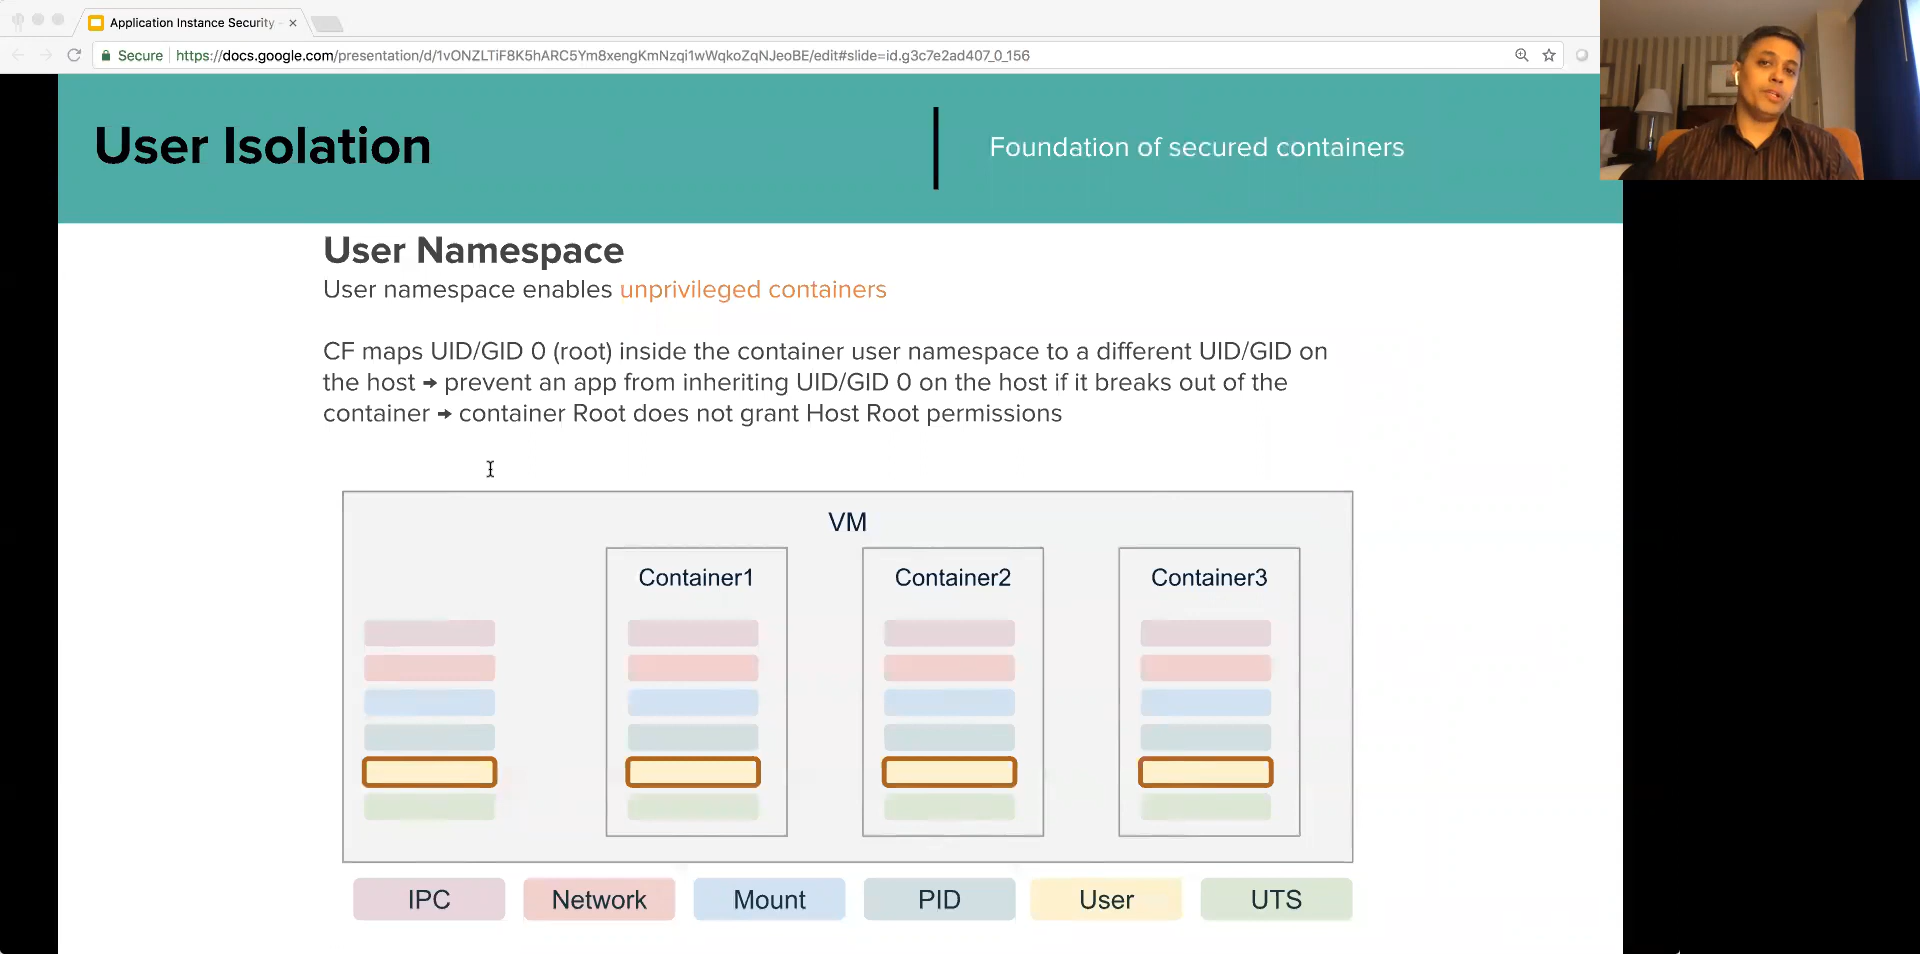 Application Instance Security -
Secure
https://docs.google.com/presentation/d/1vONZLTiF8K5hARC5Ym8xengKmNzqi1wWqkoZqNJeoBE/edit#slide=id.g3c7e2ad407_0_156
User Isolation
Foundation of secured containers
User Namespace
User namespace enables unprivileged containers
CF maps UID/GID 0 (root) inside the container user namespace to a different UID/GID on
the host → prevent an app from inheriting UID/GID 0 on the host if it breaks out of the
container → container Root does not grant Host Root permissions
VM
Container1
Container2
Container3
IPC
Network
Mount
PID
User
UTS